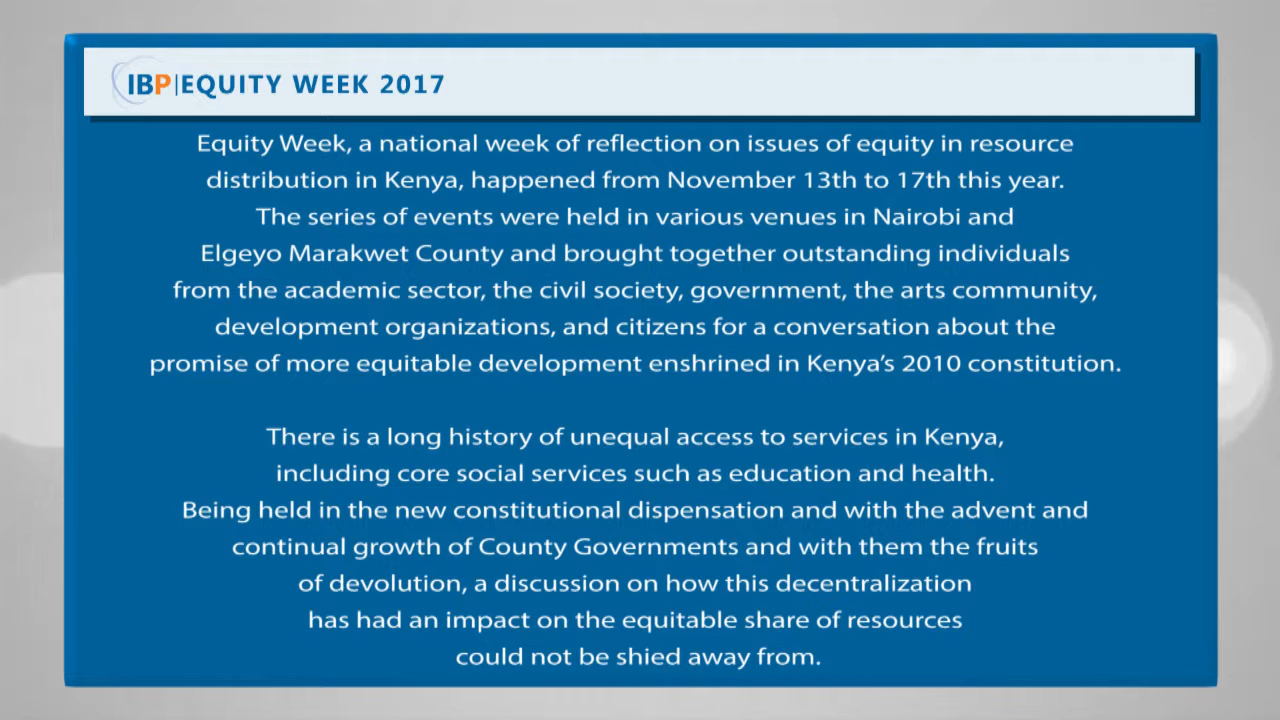 IBP|EQUITY WEEK 2017
Equity Week, a national week of reflection on issues of equity in resource
distribution in Kenya, happened from November 13th to 17th this year.
The series of events were held in various venues in Nairobi and
Elgeyo Marakwet County and brought together outstanding individuals
from the academic sector, the civil society, government, the arts community,
development organizations, and citizens for a conversation about the
promise of more equitable development enshrined in Kenya’s 2010 constitution.
There is a long history of unequal access to services in Kenya,
including core social services such as education and health.
Being held in the new constitutional dispensation and with the advent and
continual growth of County Governments and with them the fruits
of devolution, a discussion on how this decentralization
has had an impact on the equitable share of resources
could not be shied away from.